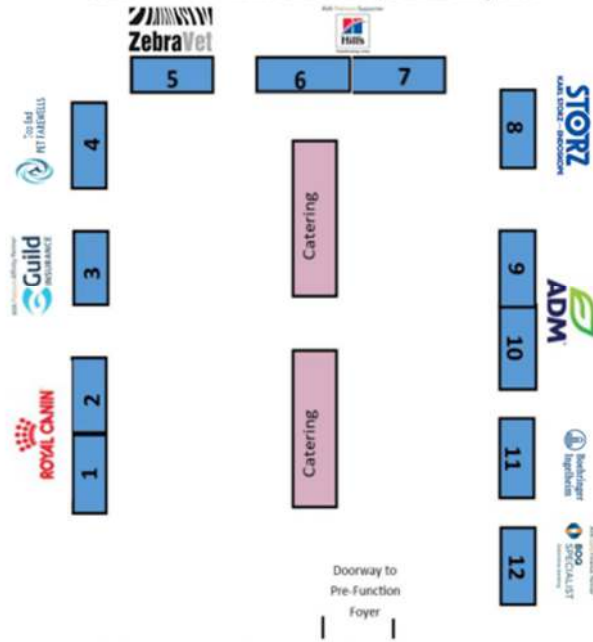 ZebraVet
Hill's
5
6
7
PET FAREWELLS
4
8
STORZ
KARL STORZ — ENDOSKOPE
Catering
Guild
INSURANCE
3
9
ADM
10
ROYAL CANIN
2
1
Catering
11
Boehringer
Ingelheim
12
BOQ
SPECIALIST
Doorway to
Pre-Function
Foyer